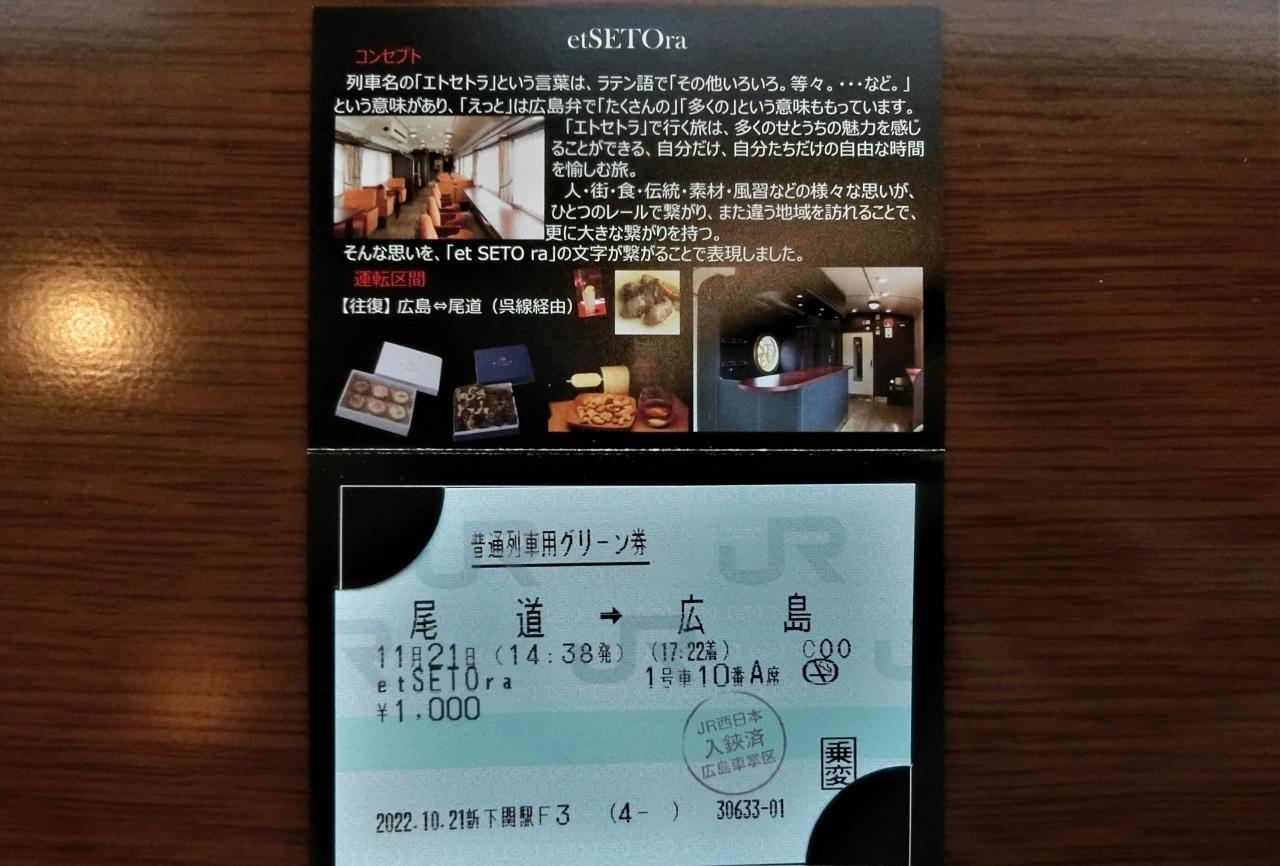 etSETOra
コンセプト
列車名の「エトセトラ」という言葉は、ラテン語で「その他いろいろ。等々。・・・など。」
という意味があり、「えっと」は広島弁で「たくさんの」「多くの」という意味ももっています。
「エトセトラ」で行く旅は、多くのせとうちの魅力を感じ
ることができる、自分だけ、自分たちだけの自由な時間
を愉しむ旅。
人・街・食・伝統・素材・風習などの様々な思いが、
ひとつのレールで繋がり、また違う地域を訪れることで、
更に大きな繋がりを持つ。
そんな思いを、「et SETO ra」の文字が繋がることで表現しました。
運転区間
【往復】広島⇔尾道（呉線経由）
普通列車用グリーン券
尾道 → 広島
11月21日 (14:38発) (17:22着) C00
etSETOra 1号車10番A席
¥1,000
JR西日本
入鋏済
広島車掌区
乗変
2022.10.21新下関駅F3 (4- ) 30633-01